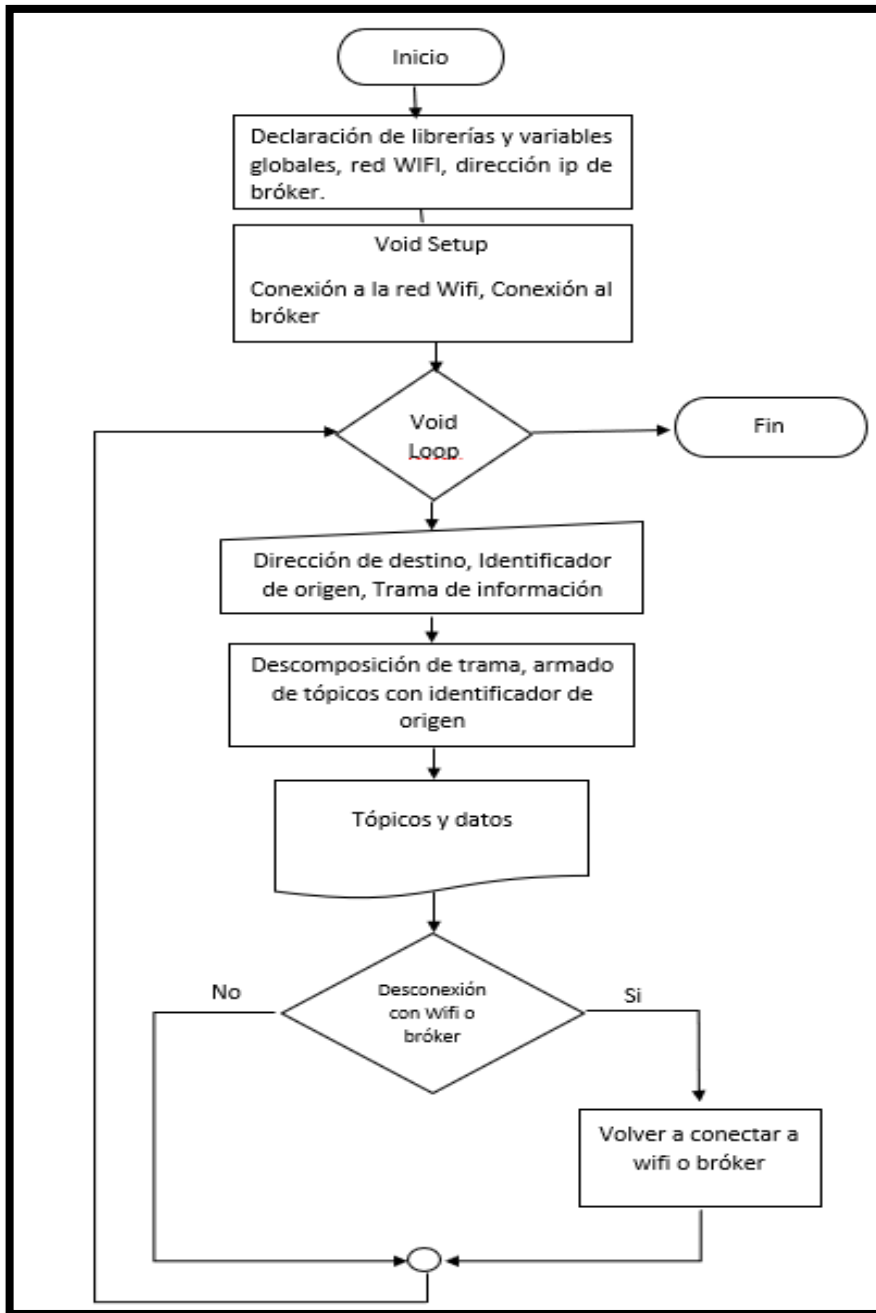 Inicio
Declaración de librerías y variables
globales, red WIFI, dirección ip de
bróker.
Void Setup
Conexión a la red Wifi, Conexión al
bróker
Void
Loop
Fin
Dirección de destino, Identificador
de origen, Trama de información
Descomposición de trama, armado
de tópicos con identificador de
origen
Tópicos y datos
Desconexión
con Wifi o
bróker
No
Si
Volver a conectar a
wifi o bróker